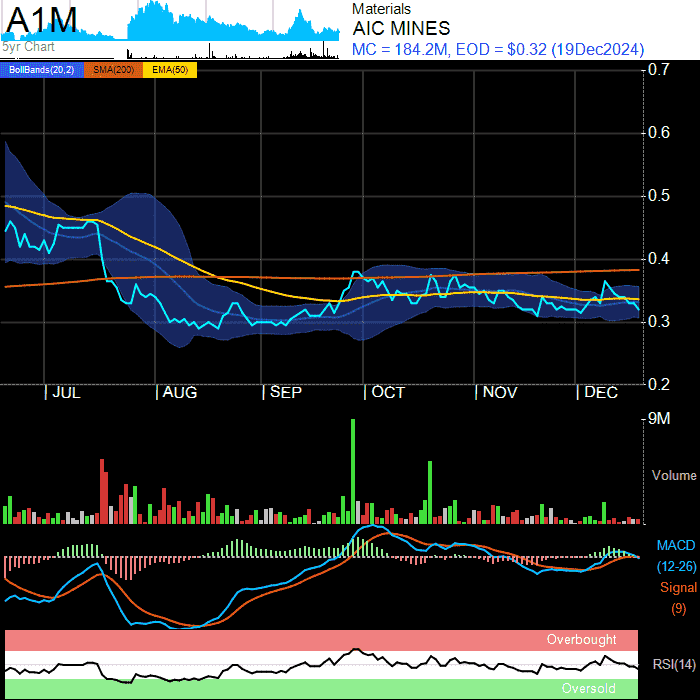 A1M
5yr Chart
Materials
AIC MINES
MC = 184.2M, EOD = $0.32 (19Dec2024)
BollBands(20,2) SMA(200) EMA(50)
0.7
0.6
0.5
0.4
0.3
0.2
| JUL | AUG | SEP | OCT | NOV | DEC
9M
Volume
MACD
(12-26)
Signal
(9)
Overbought
RSI(14)
Oversold